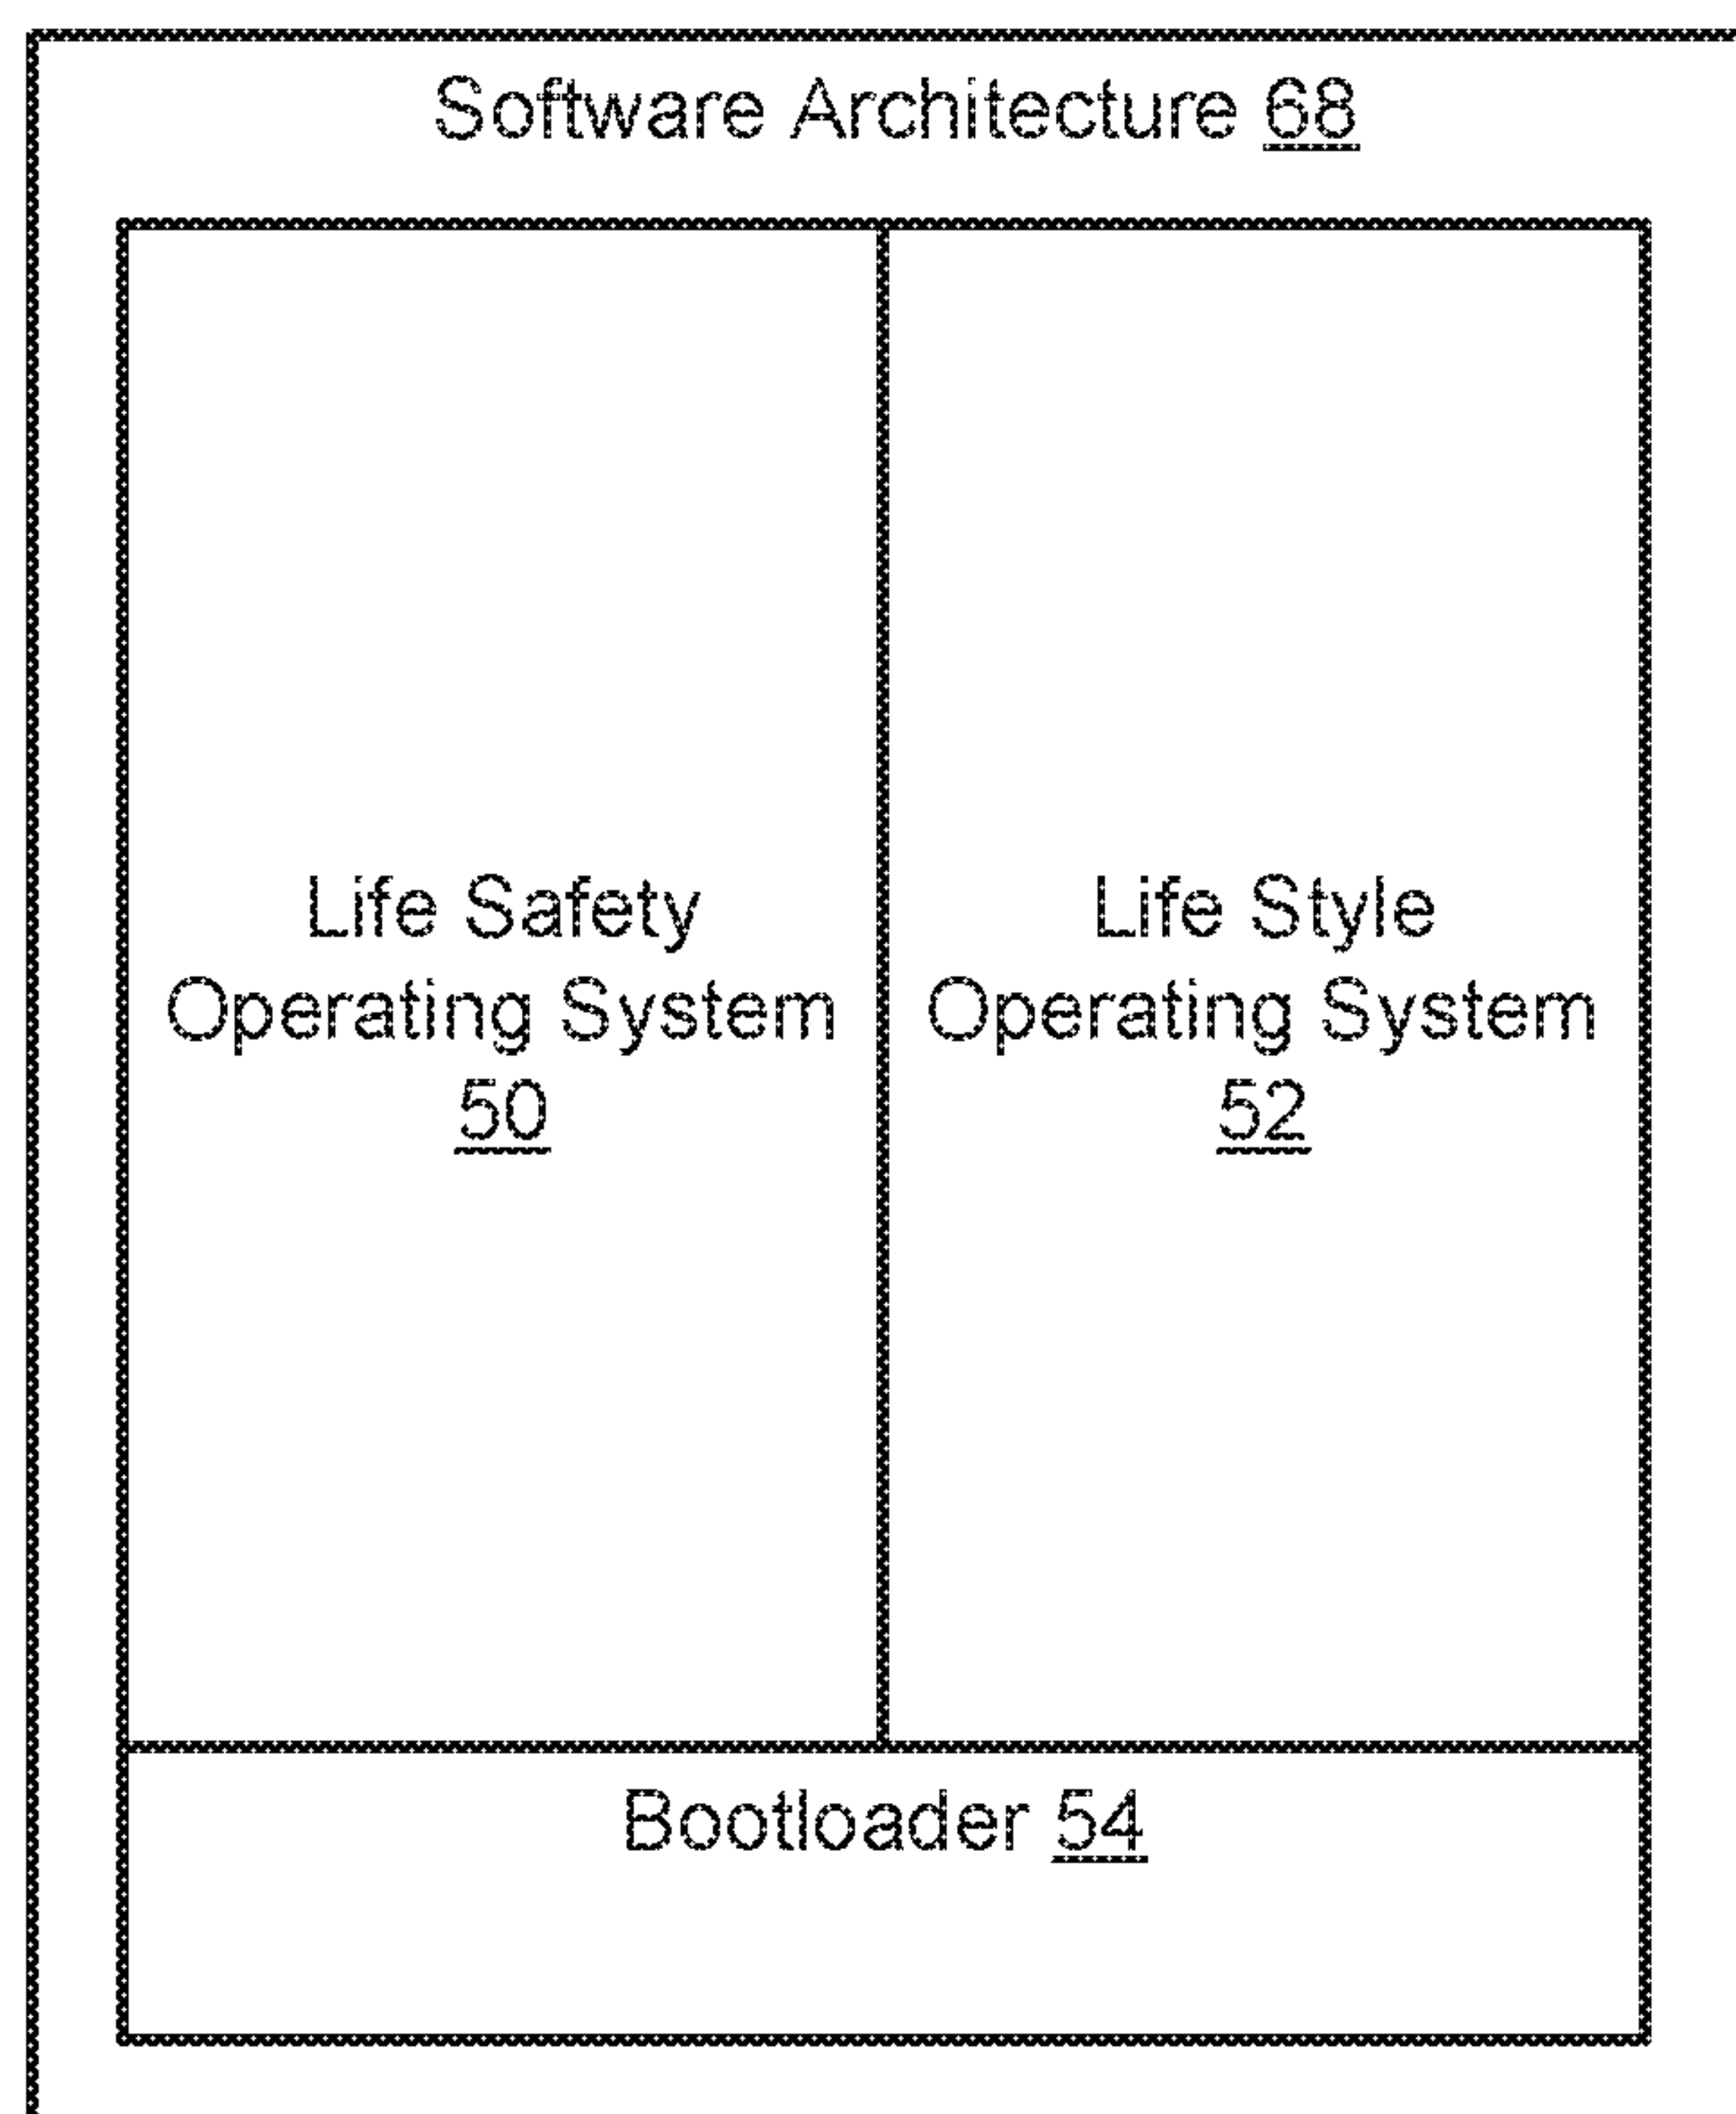 Software Architecture 68
Life Safety
Operating System
50
Life Style
Operating System
52
Bootloader 54